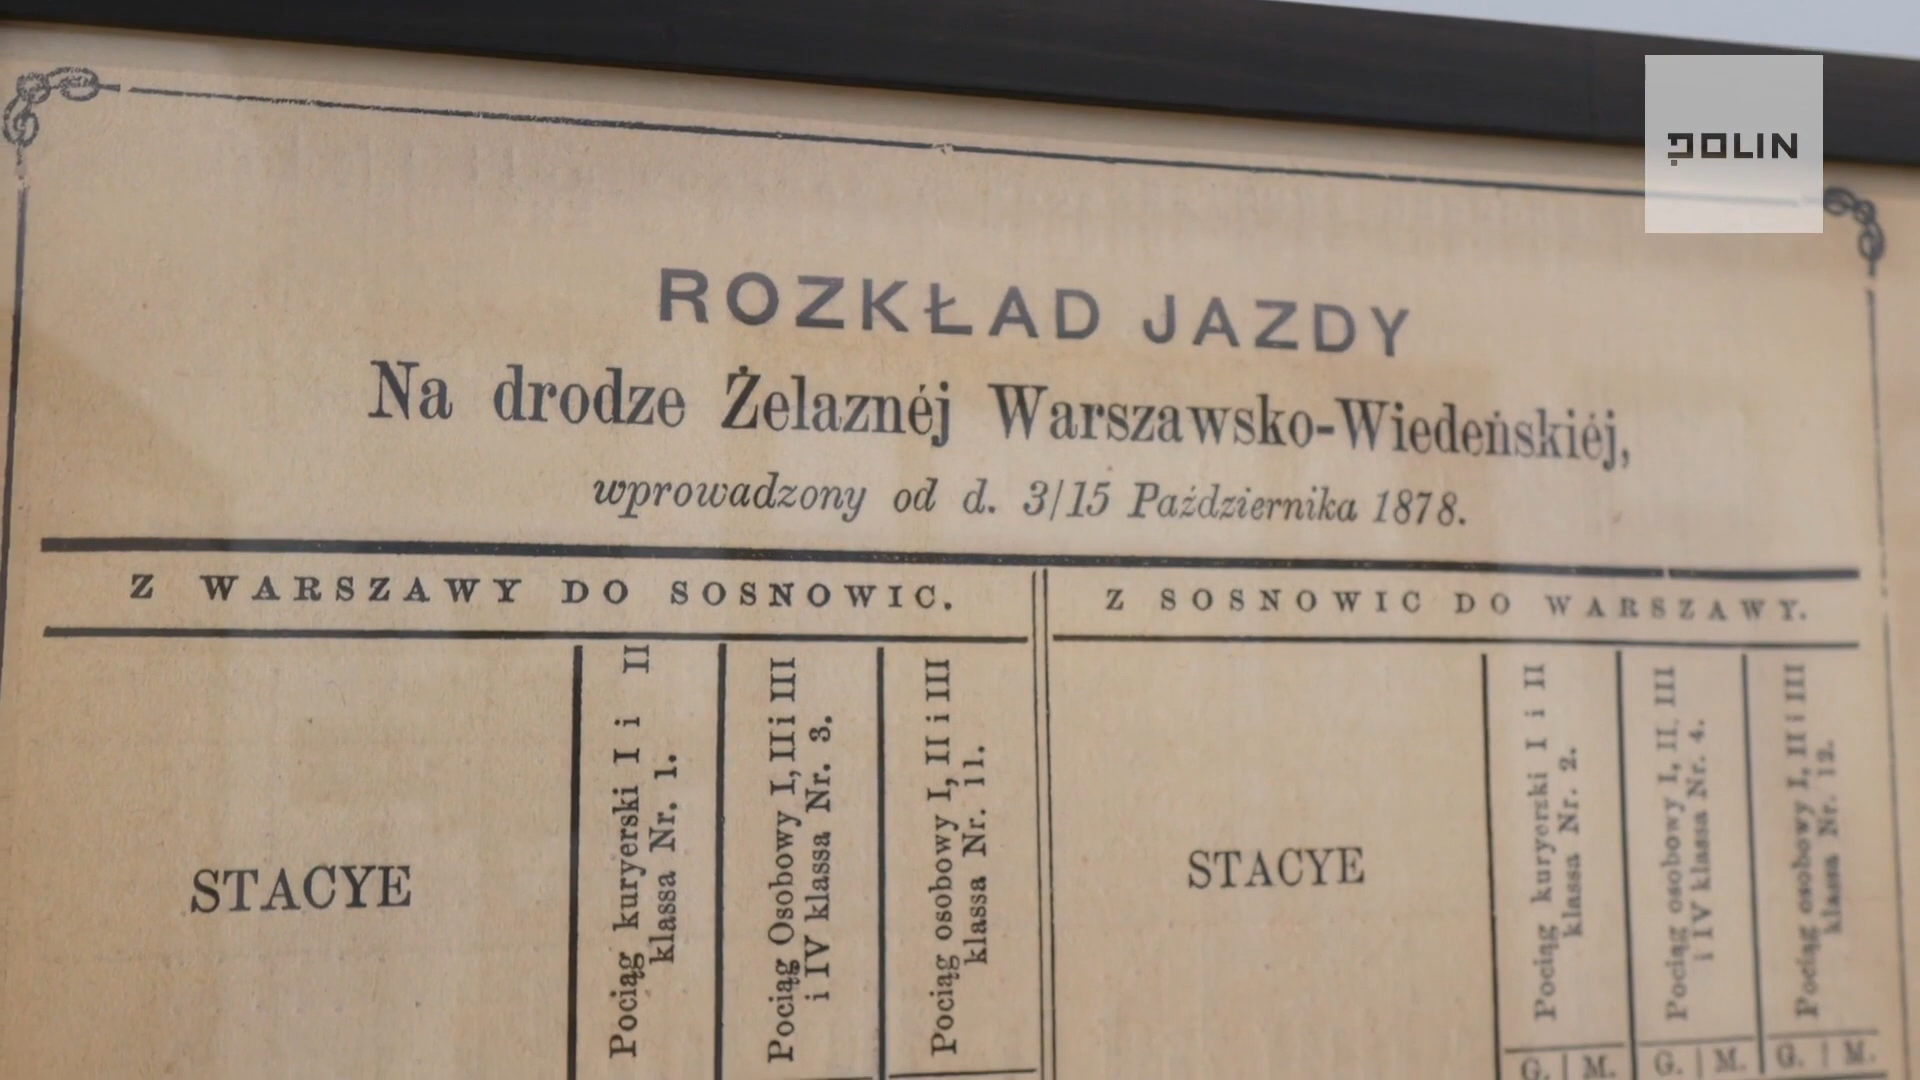 POLIN
ROZKŁAD JAZDY
Na drodze Żelaznéj Warszawsko-Wiedeńskiéj,
wprowadzony od d. 3/15 Października 1878.
Z WARSZAWY DO SOSNOWIC.
Z SOSNOWIC DO WARSZAWY.
STACYE
Pociąg kuryerski I i II
klassa Nr. 1.
Pociąg Osobowy I, II i III
i IV klassa Nr. 3.
Pociąg osobowy I, II i III
klassa Nr. 11.
STACYE
Pociąg kuryerski I i II
klassa Nr. 2.
Pociąg osobowy I, II, III
i IV klassa Nr. 4.
Pociąg osobowy I, II i III
klassa Nr. 12.
G. M. G. M. G. M.